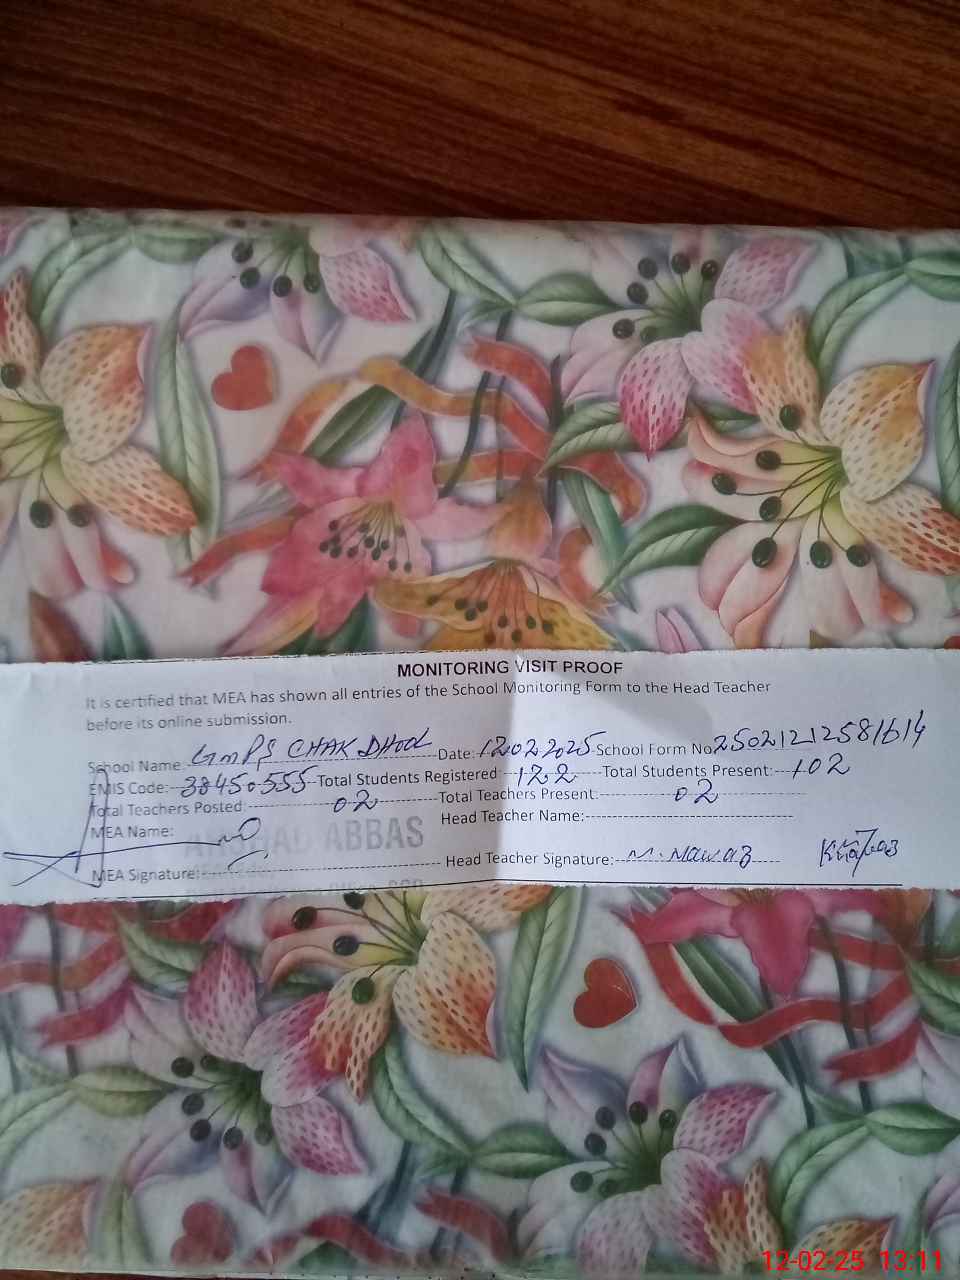 MONITORING VISIT PROOF
It is certified that MEA has shown all entries of the School Monitoring Form to the Head Teacher
before its online submission.
School Name: GMPS CHAK DHOOL Date: 12022025 School Form No 25021212581614
EMIS Code: 38450555 Total Students Registered: 122 Total Students Present: 102
Total Teachers Posted: 02 Total Teachers Present: 02
MEA Name: ABBAS Head Teacher Name:
MEA Signature: Head Teacher Signature: M. Nawaz
12-02-25 13:11